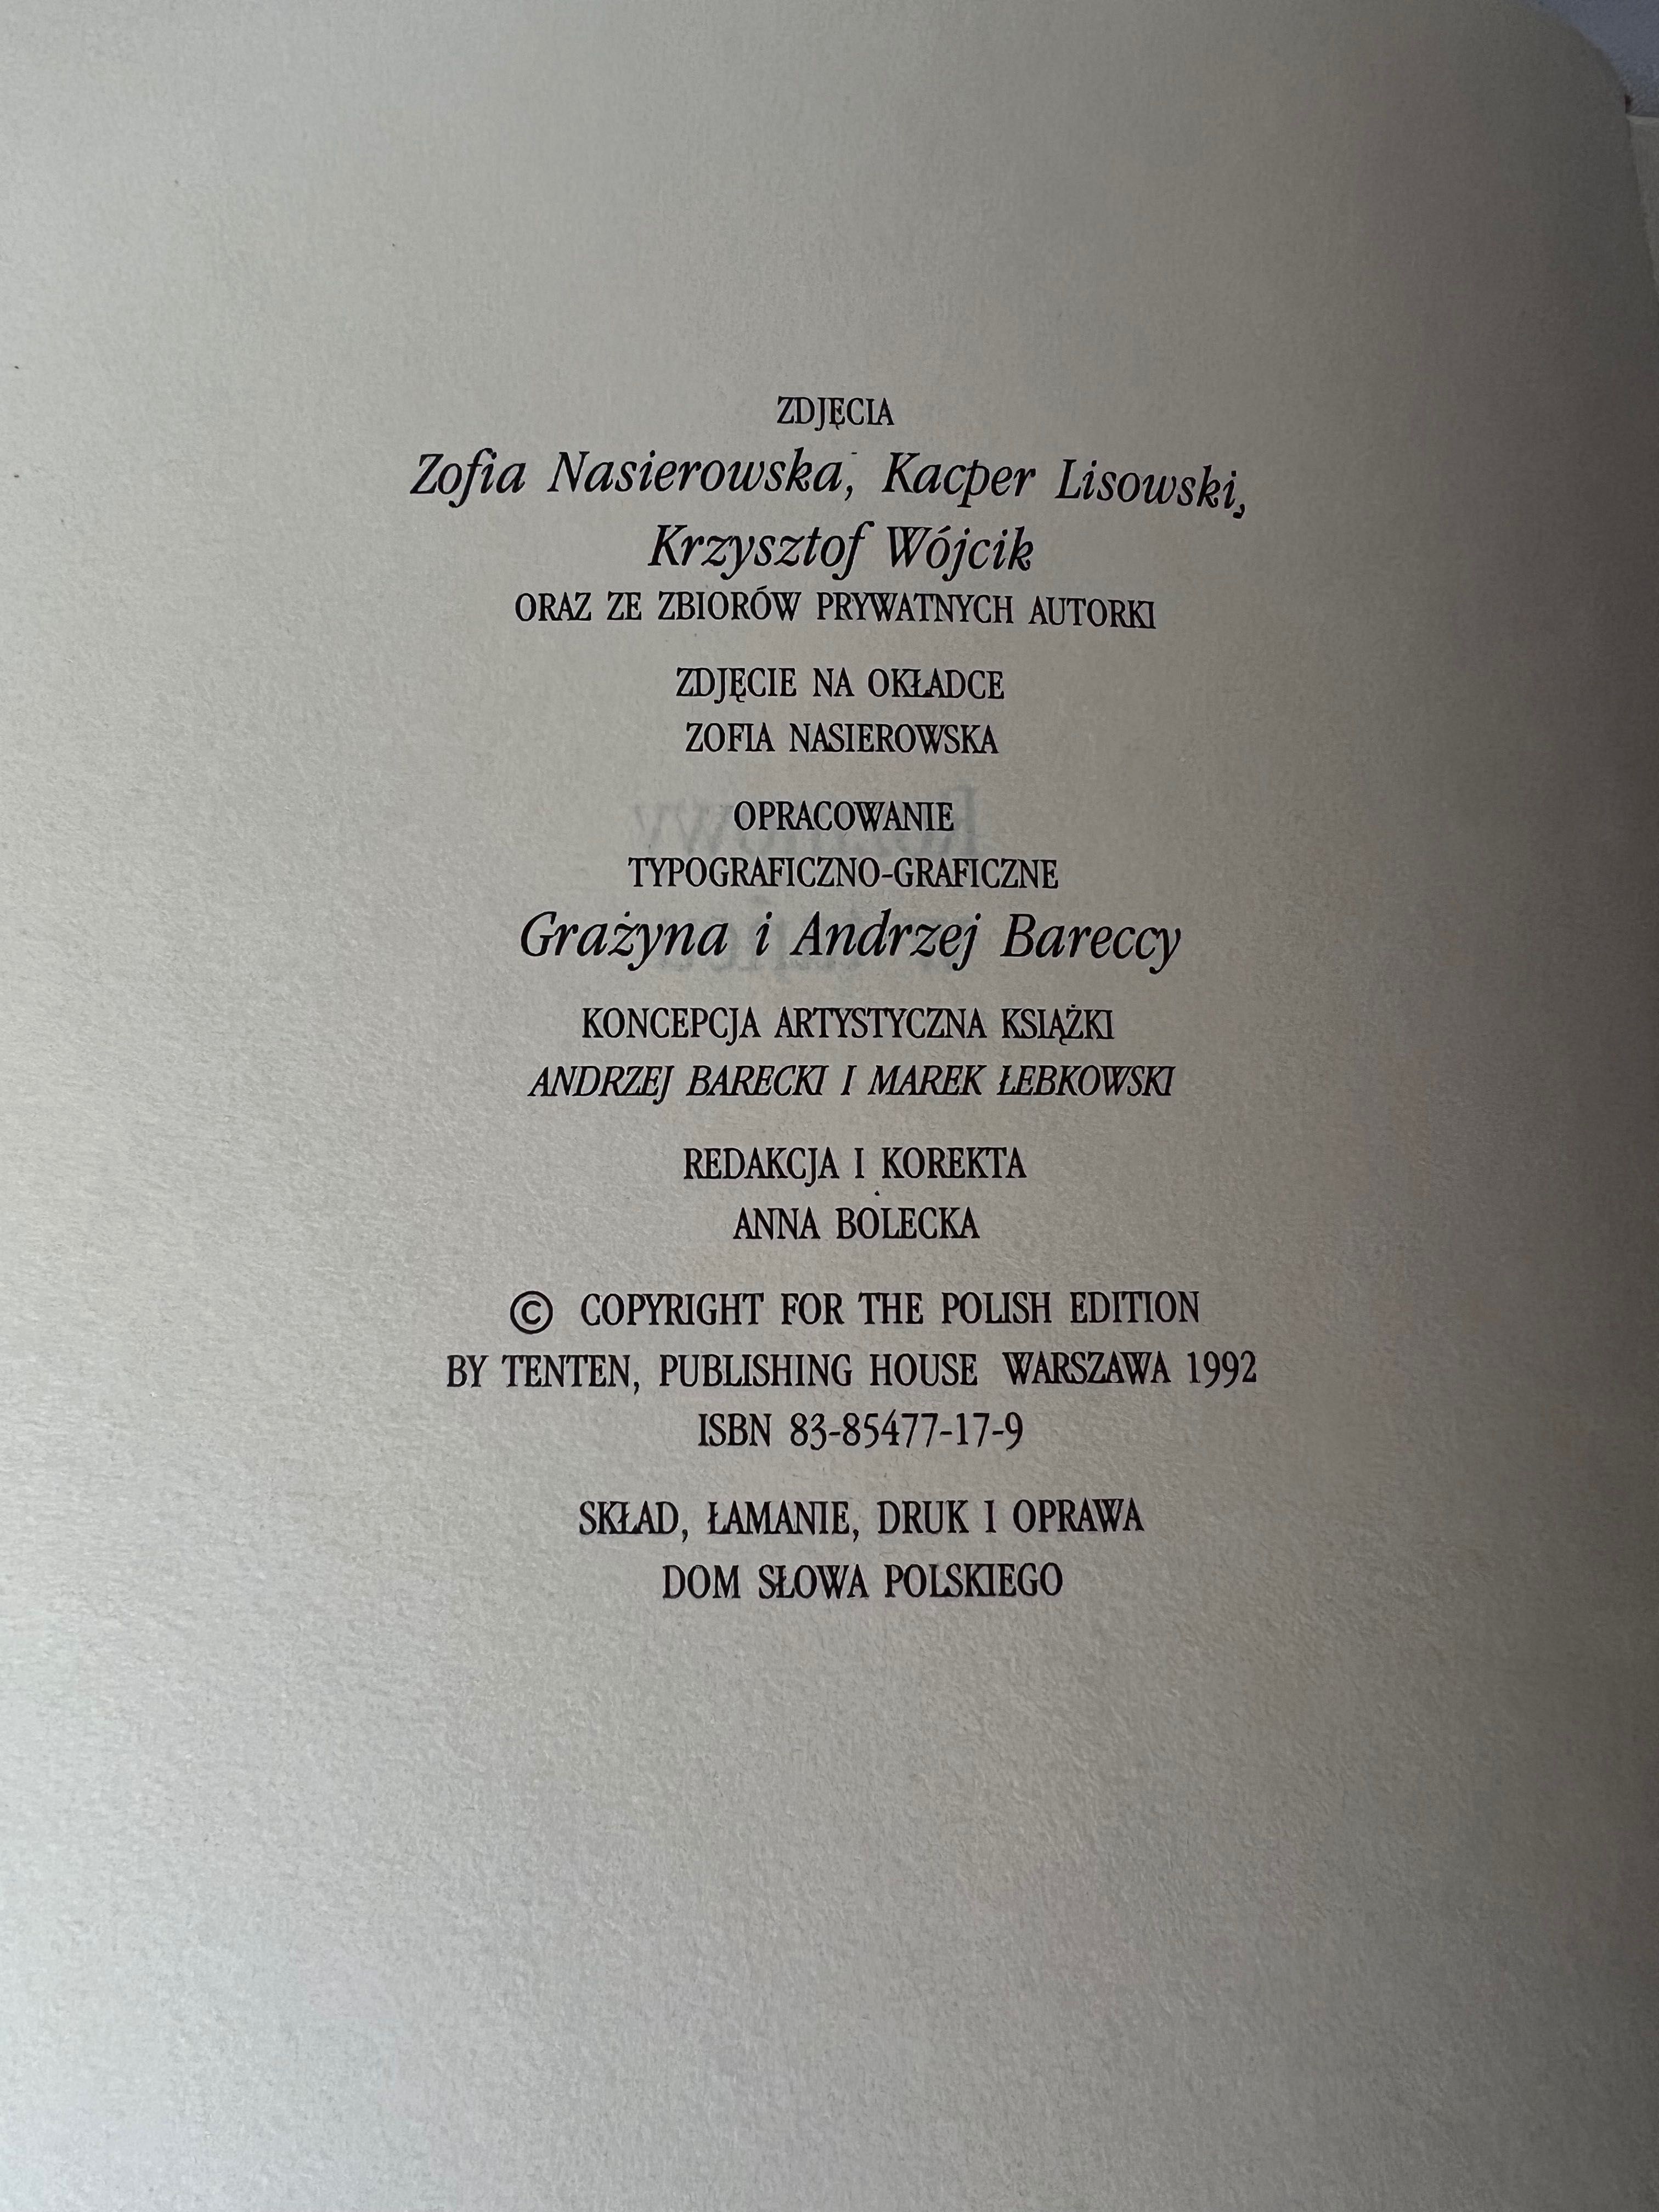 ZDJĘCIA
Zofia Nasierowska, Kacper Lisowski,
Krzysztof Wójcik
ORAZ ZE ZBIORÓW PRYWATNYCH AUTORKI
ZDJĘCIE NA OKŁADCE
ZOFIA NASIEROWSKA
OPRACOWANIE
TYPOGRAFICZNO-GRAFICZNE
Grażyna i Andrzej Bareccy
KONCEPCJA ARTYSTYCZNA KSIĄŻKI
ANDRZEJ BARECKI I MAREK ŁEBKOWSKI
REDAKCJA I KOREKTA
ANNA BOLECKA
© COPYRIGHT FOR THE POLISH EDITION
BY TENTEN, PUBLISHING HOUSE WARSZAWA 1992
ISBN 83-85477-17-9
SKŁAD, ŁAMANIE, DRUK I OPRAWA
DOM SŁOWA POLSKIEGO